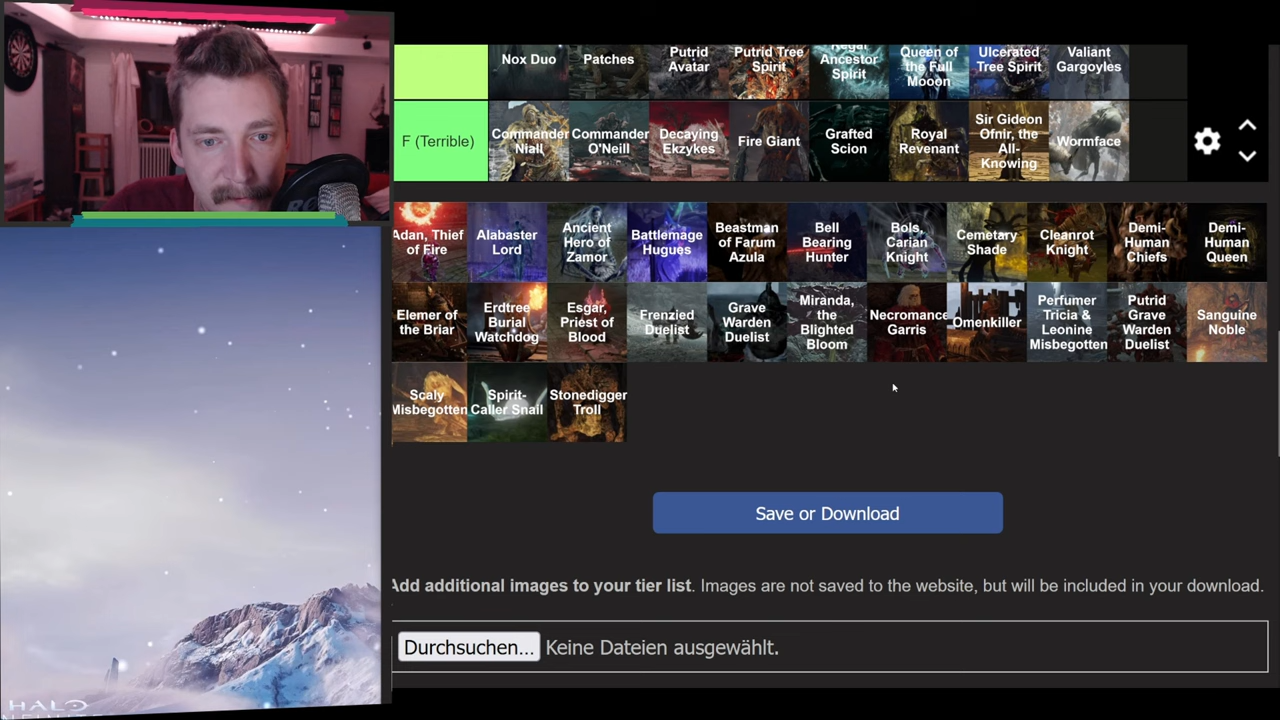 Nox Duo
Patches
Putrid
Avatar
Putrid Tree
Spirit
Regal
Ancestor
Spirit
Queen of
the Full
Mooon
Ulcerated
Tree Spirit
Valiant
Gargoyles
F (Terrible)
Commander
Niall
Commander
O'Neill
Decaying
Ekzykes
Fire Giant
Grafted
Scion
Royal
Revenant
Sir Gideon
Ofnir, the
All-
Knowing
Wormface
Adan, Thief
of Fire
Alabaster
Lord
Ancient
Hero of
Zamor
Battlemage
Hugues
Beastman
of Farum
Azula
Bell
Bearing
Hunter
Bols,
Carian
Knight
Cemetary
Shade
Cleanrot
Knight
Demi-
Human
Chiefs
Demi-
Human
Queen
Elemer of
the Briar
Erdtree
Burial
Watchdog
Esgar,
Priest of
Blood
Frenzied
Duelist
Grave
Warden
Duelist
Miranda,
the
Blighted
Bloom
Necromancer
Garris
Omenkiller
Perfumer
Tricia &
Leonine
Misbegotten
Putrid
Grave
Warden
Duelist
Sanguine
Noble
Scaly
Misbegotten
Spirit-
Caller Snail
Stonedigger
Troll
Save or Download
Add additional images to your tier list. Images are not saved to the website, but will be included in your download.
Durchsuchen... Keine Dateien ausgewählt.
HALO